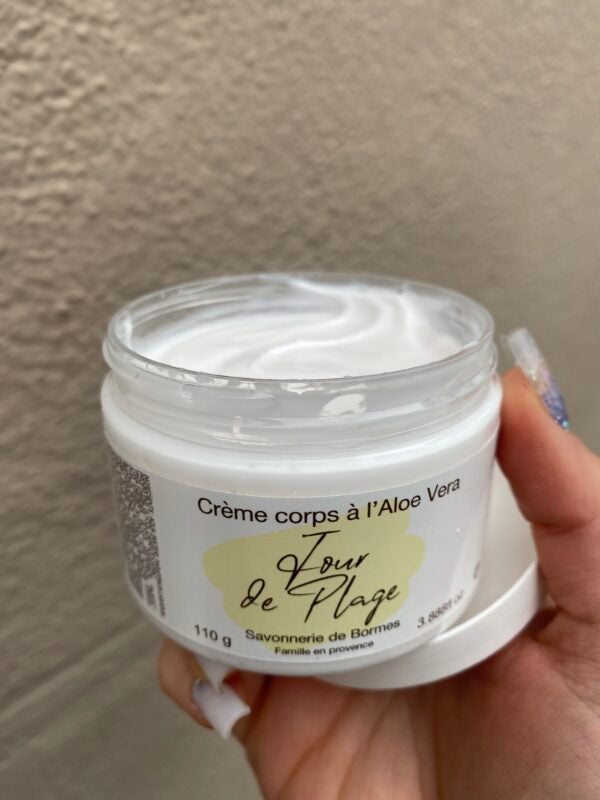 Crème corps à l'Aloe Vera
Jour
de Plage
110 g
Savonnerie de Bormes
Famille en provence